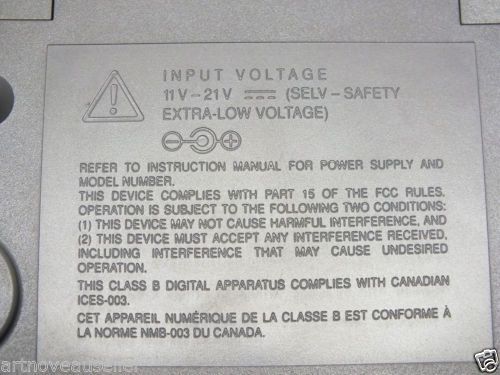 INPUT VOLTAGE
11V-21V ⎓ (SELV-SAFETY
EXTRA-LOW VOLTAGE)
REFER TO INSTRUCTION MANUAL FOR POWER SUPPLY AND
MODEL NUMBER.
THIS DEVICE COMPLIES WITH PART 15 OF THE FCC RULES.
OPERATION IS SUBJECT TO THE FOLLOWING TWO CONDITIONS:
(1) THIS DEVICE MAY NOT CAUSE HARMFUL INTERFERENCE, AND
(2) THIS DEVICE MUST ACCEPT ANY INTERFERENCE RECEIVED,
INCLUDING INTERFERENCE THAT MAY CAUSE UNDESIRED
OPERATION.
THIS CLASS B DIGITAL APPARATUS COMPLIES WITH CANADIAN
ICES-003.
CET APPAREIL NUMÉRIQUE DE LA CLASSE B EST CONFORME À
LA NORME NMB-003 DU CANADA.
artnoveauseller